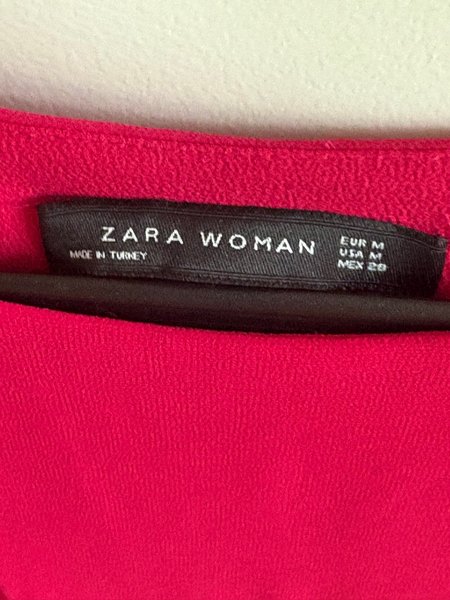 ZARA WOMAN
MADE IN TURKEY
EUR M
USA M
MEX 28